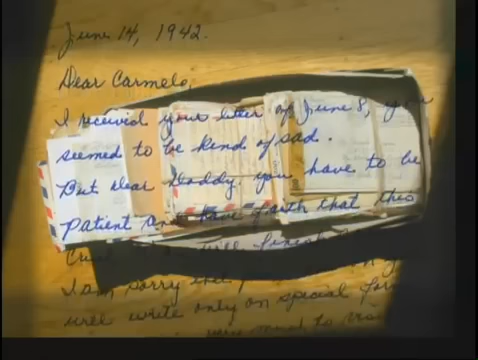 June 14, 1942.
Dear Carmelo,
I received your letter of June 8, you
seemed to be kind of sad.
But dear Daddy. you have to be
patient and have faith that this
cruel will finish
I am sorry
will write only on special